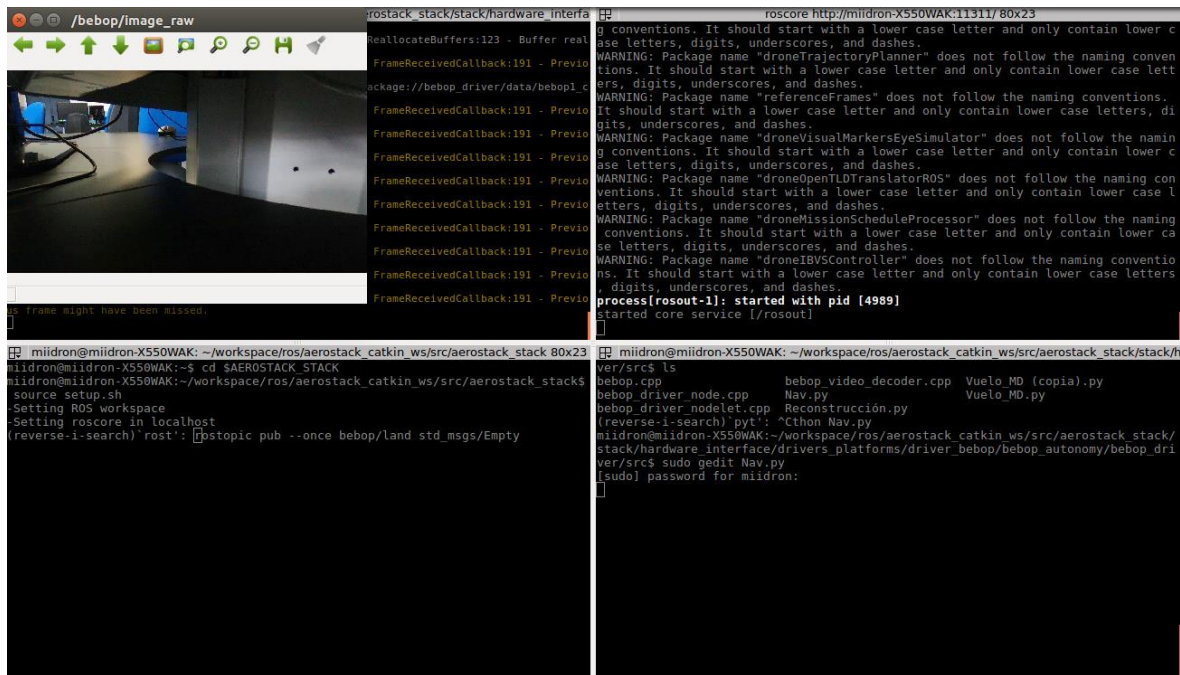 /bebop/image_raw
erostack_stack/stack/hardware_interfa
ReallocateBuffers:123 - Buffer real
FrameReceivedCallback:191 - Previo
ackage://bebop_driver/data/bebop1_c
FrameReceivedCallback:191 - Previo
FrameReceivedCallback:191 - Previo
FrameReceivedCallback:191 - Previo
FrameReceivedCallback:191 - Previo
FrameReceivedCallback:191 - Previo
FrameReceivedCallback:191 - Previo
FrameReceivedCallback:191 - Previo
FrameReceivedCallback:191 - Previo
FrameReceivedCallback:191 - Previo
us frame might have been missed.
roscore http://miidron-X550WAK:11311/ 80x23
g conventions. It should start with a lower case letter and only contain lower c
ase letters, digits, underscores, and dashes.
WARNING: Package name "droneTrajectoryPlanner" does not follow the naming conven
tions. It should start with a lower case letter and only contain lower case lett
ers, digits, underscores, and dashes.
WARNING: Package name "referenceFrames" does not follow the naming conventions.
It should start with a lower case letter and only contain lower case letters, di
gits, underscores, and dashes.
WARNING: Package name "droneVisualMarkersEyeSimulator" does not follow the namin
g conventions. It should start with a lower case letter and only contain lower c
ase letters, digits, underscores, and dashes.
WARNING: Package name "droneOpenTLDTranslatorROS" does not follow the naming con
ventions. It should start with a lower case letter and only contain lower case l
etters, digits, underscores, and dashes.
WARNING: Package name "droneMissionScheduleProcessor" does not follow the naming
 conventions. It should start with a lower case letter and only contain lower ca
se letters, digits, underscores, and dashes.
WARNING: Package name "droneIBVSController" does not follow the naming conventio
ns. It should start with a lower case letter and only contain lower case letters
, digits, underscores, and dashes.
process[rosout-1]: started with pid [4989]
started core service [/rosout]
miidron@miidron-X550WAK: ~/workspace/ros/aerostack_catkin_ws/src/aerostack_stack 80x23
miidron@miidron-X550WAK:~$ cd $AEROSTACK_STACK
miidron@miidron-X550WAK:~/workspace/ros/aerostack_catkin_ws/src/aerostack_stack$
 source setup.sh
-Setting ROS workspace
-Setting roscore in localhost
(reverse-i-search)`rost': rostopic pub --once bebop/land std_msgs/Empty
miidron@miidron-X550WAK: ~/workspace/ros/aerostack_catkin_ws/src/aerostack_stack/stack/h
ver/src$ ls
bebop.cpp bebop_video_decoder.cpp Vuelo_MD (copia).py
bebop_driver_node.cpp Nav.py Vuelo_MD.py
bebop_driver_nodelet.cpp Reconstrucción.py
(reverse-i-search)`pyt': ^Cthon Nav.py
miidron@miidron-X550WAK:~/workspace/ros/aerostack_catkin_ws/src/aerostack_stack/
stack/hardware_interface/drivers_platforms/driver_bebop/bebop_autonomy/bebop_dri
ver/src$ sudo gedit Nav.py
[sudo] password for miidron: